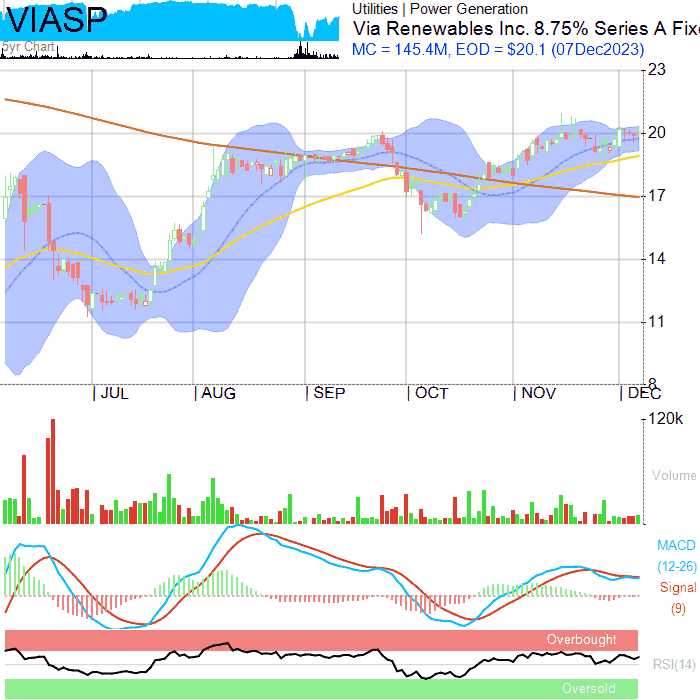 VIASP
5yr Chart
Utilities | Power Generation
Via Renewables Inc. 8.75% Series A Fixe
MC = 145.4M, EOD = $20.1 (07Dec2023)
23
20
17
14
11
8
JUL
AUG
SEP
OCT
NOV
DEC
120k
Volume
MACD
(12-26)
Signal
(9)
Overbought
RSI(14)
Oversold